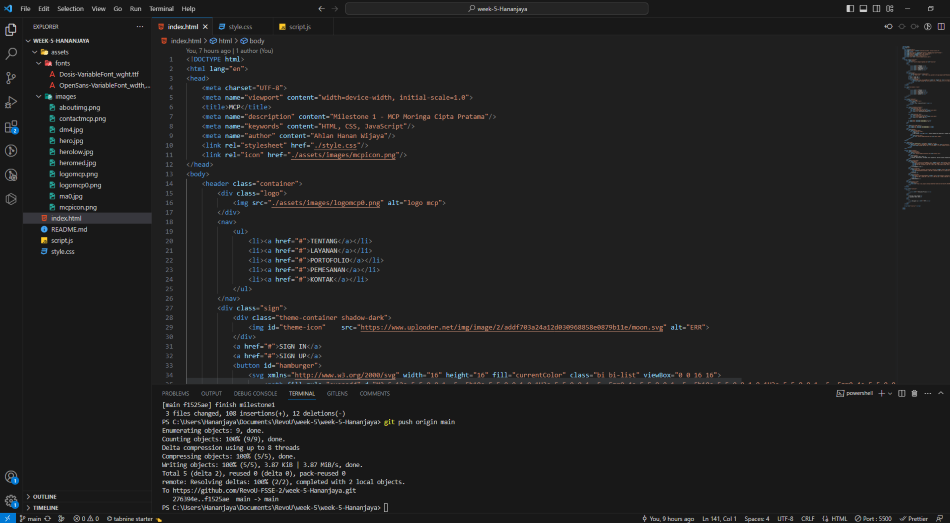 File Edit Selection View Go Run Terminal Help
week-5-Hananjaya
EXPLORER
WEEK-5-HANANJAYA
assets
fonts
Dosis-VariableFont_wght.ttf
OpenSans-VariableFont_wdth,...
images
aboutimg.png
contactmcp.png
dm4.jpg
hero.jpg
herolow.jpg
heromed.jpg
logomcp.png
logomcp0.png
ma0.jpg
mcpicon.png
index.html
README.md
script.js
style.css
OUTLINE
TIMELINE
index.html style.css script.js
index.html > html > body
You, 7 hours ago | 1 author (You)
1 <!DOCTYPE html>
2 <html lang="en">
3 <head>
4 <meta charset="UTF-8">
5 <meta name="viewport" content="width=device-width, initial-scale=1.0">
6 <title>MCP</title>
7 <meta name="description" content="Milestone 1 - MCP Moringa Cipta Pratama"/>
8 <meta name="keywords" content="HTML, CSS, JavaScript"/>
9 <meta name="author" content="Ahlan Hanan Wijaya"/>
10 <link rel="stylesheet" href="./style.css"/>
11 <link rel="icon" href="./assets/images/mcpicon.png"/>
12 </head>
13 <body>
14 <header class="container">
15 <div class="logo">
16 <img src="./assets/images/logomcp0.png" alt="logo mcp">
17 </div>
18 <nav>
19 <ul>
20 <li><a href="#">TENTANG</a></li>
21 <li><a href="#">LAYANAN</a></li>
22 <li><a href="#">PORTOFOLIO</a></li>
23 <li><a href="#">PEMESANAN</a></li>
24 <li><a href="#">KONTAK</a></li>
25 </ul>
26 </nav>
27 <div class="sign">
28 <div class="theme-container shadow-dark">
29 <img id="theme-icon" src="https://www.uplooder.net/img/image/2/addf703a24a12d030968858e0879b11e/moon.svg" alt="ERR">
30 </div>
31 <a href="#">SIGN IN</a>
32 <a href="#">SIGN UP</a>
33 <button id="hamburger">
34 <svg xmlns="http://www.w3.org/2000/svg" width="16" height="16" fill="currentColor" class="bi bi-list" viewBox="0 0 16 16">
PROBLEMS OUTPUT DEBUG CONSOLE TERMINAL GITLENS COMMENTS
powershell
[main f1525ae] finish milestone1
3 files changed, 108 insertions(+), 12 deletions(-)
PS C:\Users\Hananjaya\Documents\RevoU\week-5\week-5-Hananjaya> git push origin main
Enumerating objects: 9, done.
Counting objects: 100% (9/9), done.
Delta compression using up to 8 threads
Compressing objects: 100% (5/5), done.
Writing objects: 100% (5/5), 3.87 KiB | 3.87 MiB/s, done.
Total 5 (delta 2), reused 0 (delta 0), pack-reused 0
remote: Resolving deltas: 100% (2/2), completed with 2 local objects.
To https://github.com/RevoU-FSSE-2/week-5-Hananjaya.git
276394e..f1525ae main -> main
PS C:\Users\Hananjaya\Documents\RevoU\week-5\week-5-Hananjaya>
main 0 0 tabnine starter You, 9 hours ago Ln 141, Col 1 Spaces: 4 UTF-8 CRLF HTML Port : 5500 Prettier